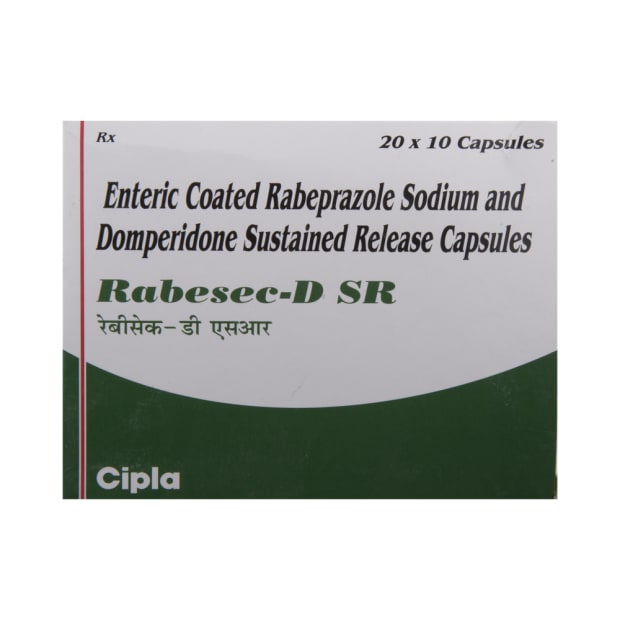 Rx
20 x 10 Capsules
Enteric Coated Rabeprazole Sodium and
Domperidone Sustained Release Capsules
Rabesec-D SR
रेबीसेक-डी एसआर
Cipla